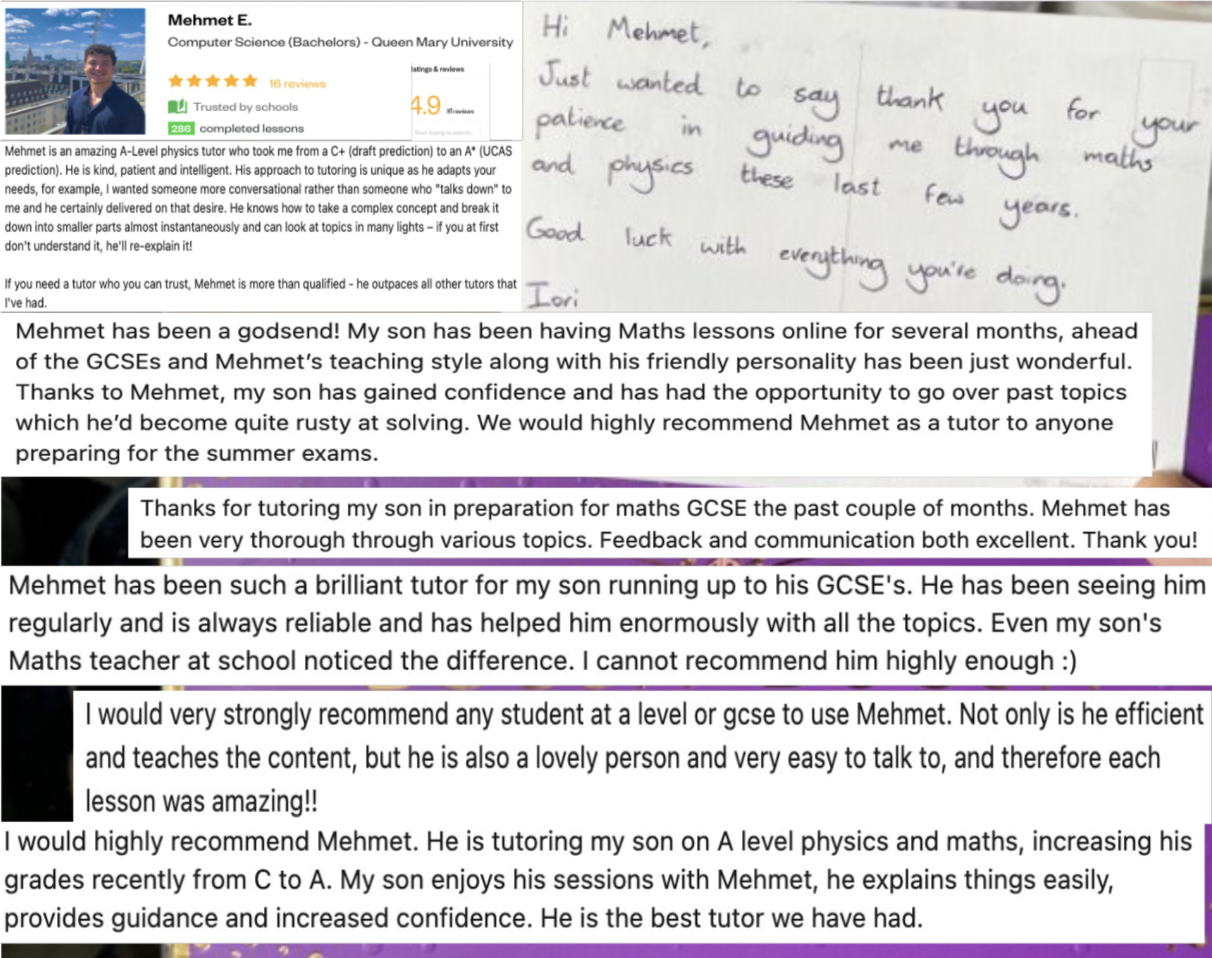 Mehmet E.
Computer Science (Bachelors) - Queen Mary University
16 reviews
Trusted by schools
286 completed lessons
atings & reviews
4.9
Start typing to search...
Mehmet is an amazing A-Level physics tutor who took me from a C+ (draft prediction) to an A* (UCAS
prediction). He is kind, patient and intelligent. His approach to tutoring is unique as he adapts your
needs, for example, I wanted someone more conversational rather than someone who "talks down" to
me and he certainly delivered on that desire. He knows how to take a complex concept and break it
down into smaller parts almost instantaneously and can look at topics in many lights – if you at first
don't understand it, he'll re-explain it!
If you need a tutor who you can trust, Mehmet is more than qualified - he outpaces all other tutors that
I've had.
Hi Mehmet,
Just wanted to say thank you for your
patience in guiding me through maths
and physics these last few years.
Good luck with everything you're doing.
Iori
Mehmet has been a godsend! My son has been having Maths lessons online for several months, ahead
of the GCSEs and Mehmet's teaching style along with his friendly personality has been just wonderful.
Thanks to Mehmet, my son has gained confidence and has had the opportunity to go over past topics
which he'd become quite rusty at solving. We would highly recommend Mehmet as a tutor to anyone
preparing for the summer exams.
Thanks for tutoring my son in preparation for maths GCSE the past couple of months. Mehmet has
been very thorough through various topics. Feedback and communication both excellent. Thank you!
Mehmet has been such a brilliant tutor for my son running up to his GCSE's. He has been seeing him
regularly and is always reliable and has helped him enormously with all the topics. Even my son's
Maths teacher at school noticed the difference. I cannot recommend him highly enough :)
I would very strongly recommend any student at a level or gcse to use Mehmet. Not only is he efficient
and teaches the content, but he is also a lovely person and very easy to talk to, and therefore each
lesson was amazing!!
I would highly recommend Mehmet. He is tutoring my son on A level physics and maths, increasing his
grades recently from C to A. My son enjoys his sessions with Mehmet, he explains things easily,
provides guidance and increased confidence. He is the best tutor we have had.